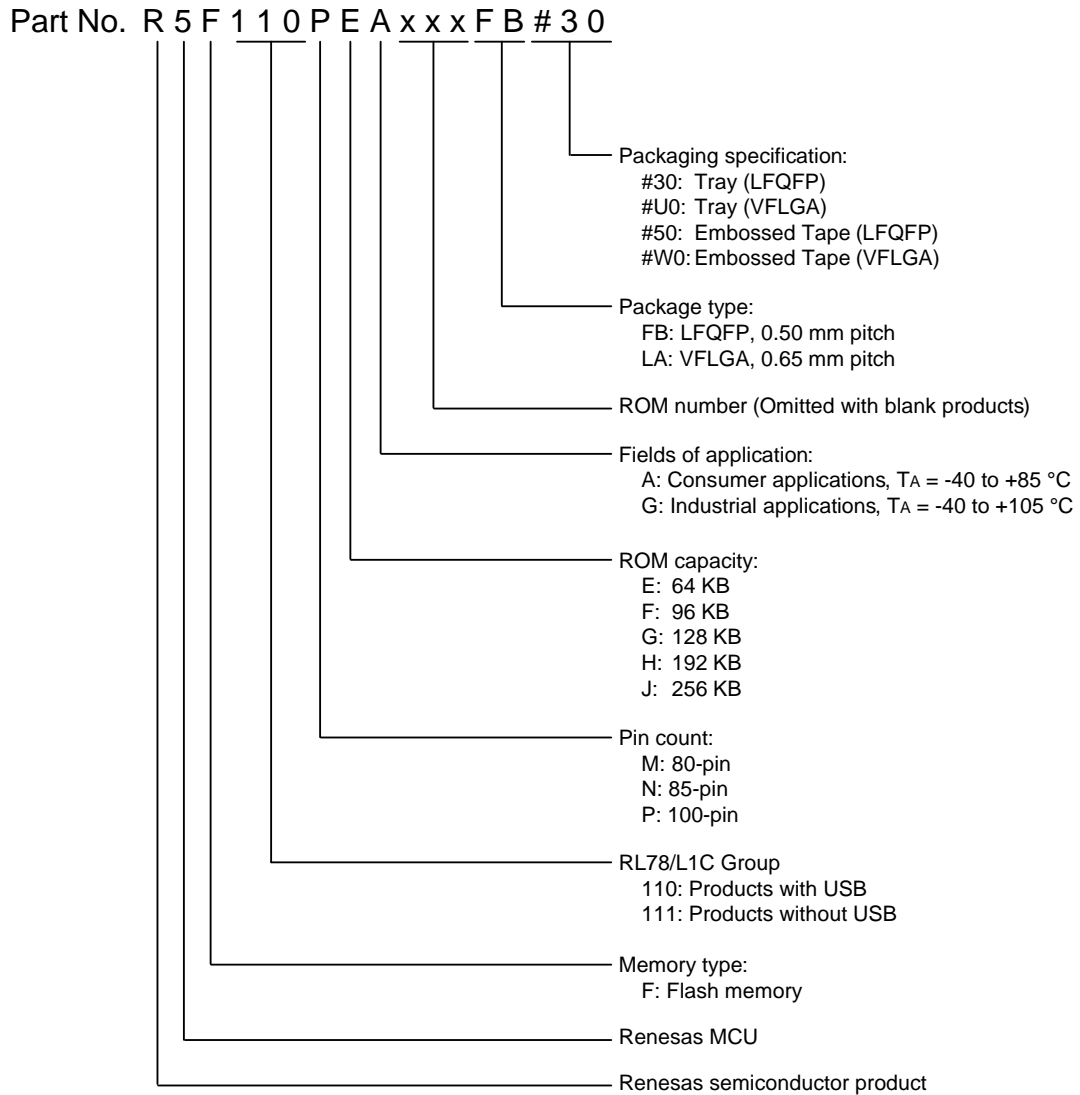 Part No. R 5 F 1 1 0 P E A x x x F B # 3 0
Packaging specification:
#30: Tray (LFQFP)
#U0: Tray (VFLGA)
#50: Embossed Tape (LFQFP)
#W0: Embossed Tape (VFLGA)
Package type:
FB: LFQFP, 0.50 mm pitch
LA: VFLGA, 0.65 mm pitch
ROM number (Omitted with blank products)
Fields of application:
A: Consumer applications, TA = -40 to +85 °C
G: Industrial applications, TA = -40 to +105 °C
ROM capacity:
E: 64 KB
F: 96 KB
G: 128 KB
H: 192 KB
J: 256 KB
Pin count:
M: 80-pin
N: 85-pin
P: 100-pin
RL78/L1C Group
110: Products with USB
111: Products without USB
Memory type:
F: Flash memory
Renesas MCU
Renesas semiconductor product